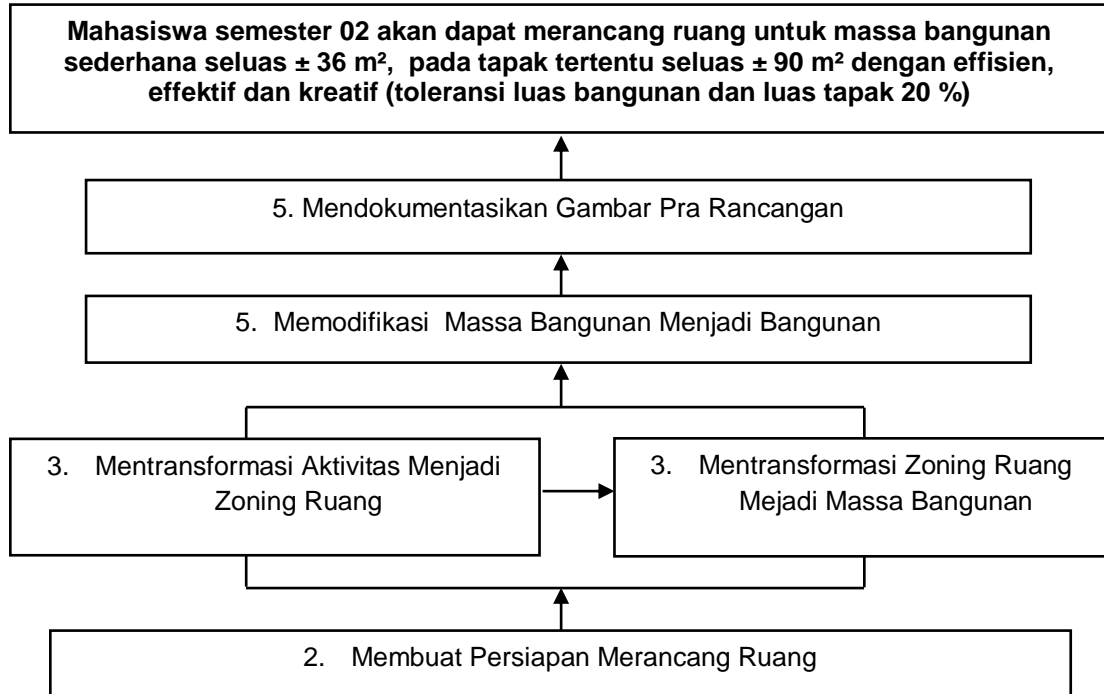 Mahasiswa semester 02 akan dapat merancang ruang untuk massa bangunan
sederhana seluas ± 36 m², pada tapak tertentu seluas ± 90 m² dengan effisien,
effektif dan kreatif (toleransi luas bangunan dan luas tapak 20 %)
5. Mendokumentasikan Gambar Pra Rancangan
5. Memodifikasi Massa Bangunan Menjadi Bangunan
3. Mentransformasi Aktivitas Menjadi
Zoning Ruang
3. Mentransformasi Zoning Ruang
Mejadi Massa Bangunan
2. Membuat Persiapan Merancang Ruang